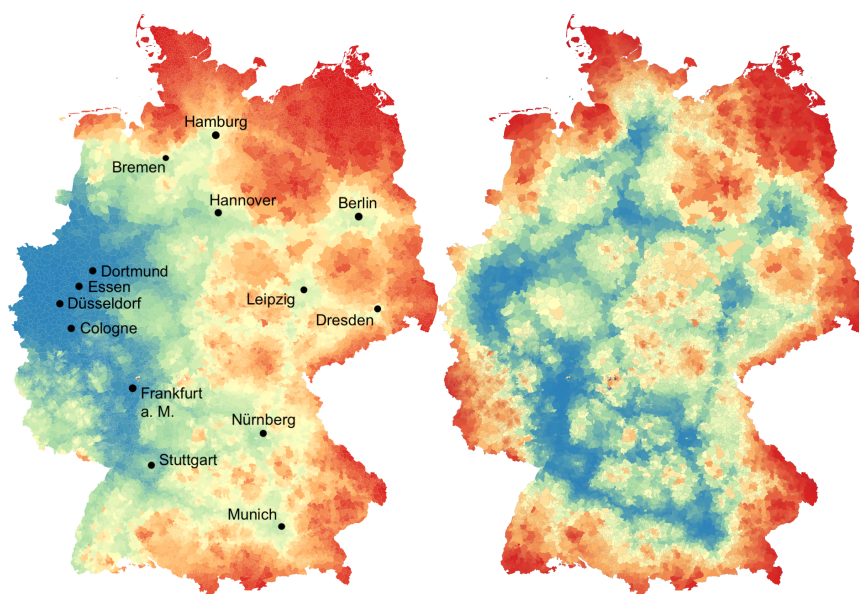 Hamburg
Bremen
Hannover
Berlin
Dortmund
Essen
Düsseldorf
Leipzig
Cologne
Dresden
Frankfurt
a. M.
Nürnberg
Stuttgart
Munich